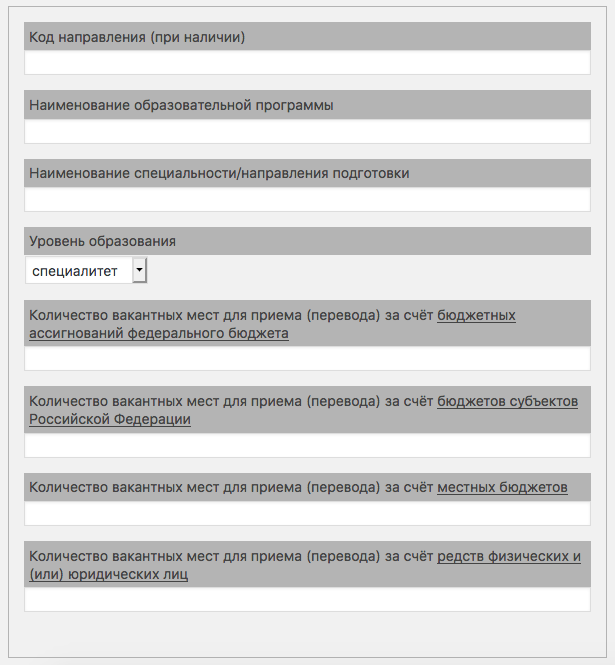 Код направления (при наличии)
Наименование образовательной программы
Наименование специальности/направления подготовки
Уровень образования
специалитет
Количество вакантных мест для приема (перевода) за счёт бюджетных
ассигнований федерального бюджета
Количество вакантных мест для приема (перевода) за счёт бюджетов субъектов
Российской Федерации
Количество вакантных мест для приема (перевода) за счёт местных бюджетов
Количество вакантных мест для приема (перевода) за счёт редств физических и
(или) юридических лиц